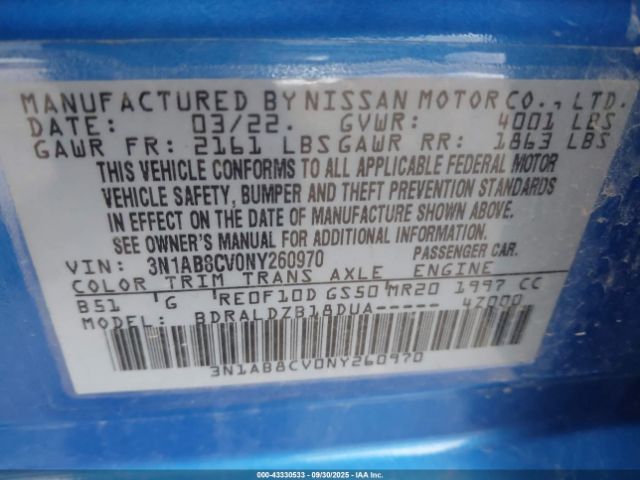 MANUFACTURED BY NISSAN MOTOR CO., LTD.
DATE: 03/22. GVWR: 4001 LBS
GAWR FR: 2161 LBS GAWR RR: 1863 LBS
THIS VEHICLE CONFORMS TO ALL APPLICABLE FEDERAL MOTOR
VEHICLE SAFETY, BUMPER AND THEFT PREVENTION STANDARDS
IN EFFECT ON THE DATE OF MANUFACTURE SHOWN ABOVE.
SEE OWNER'S MANUAL FOR ADDITIONAL INFORMATION.
VIN: 3N1AB8CV0NY260970 PASSENGER CAR.
COLOR TRIM TRANS AXLE ENGINE
B51 G RE0F10D GS50 MR20 1997 CC
MODEL: BDRALDZB18DUA----- 4Z000
3N1AB8CV0NY260970
000-43330533 - 09/30/2025 - IAAI.COM